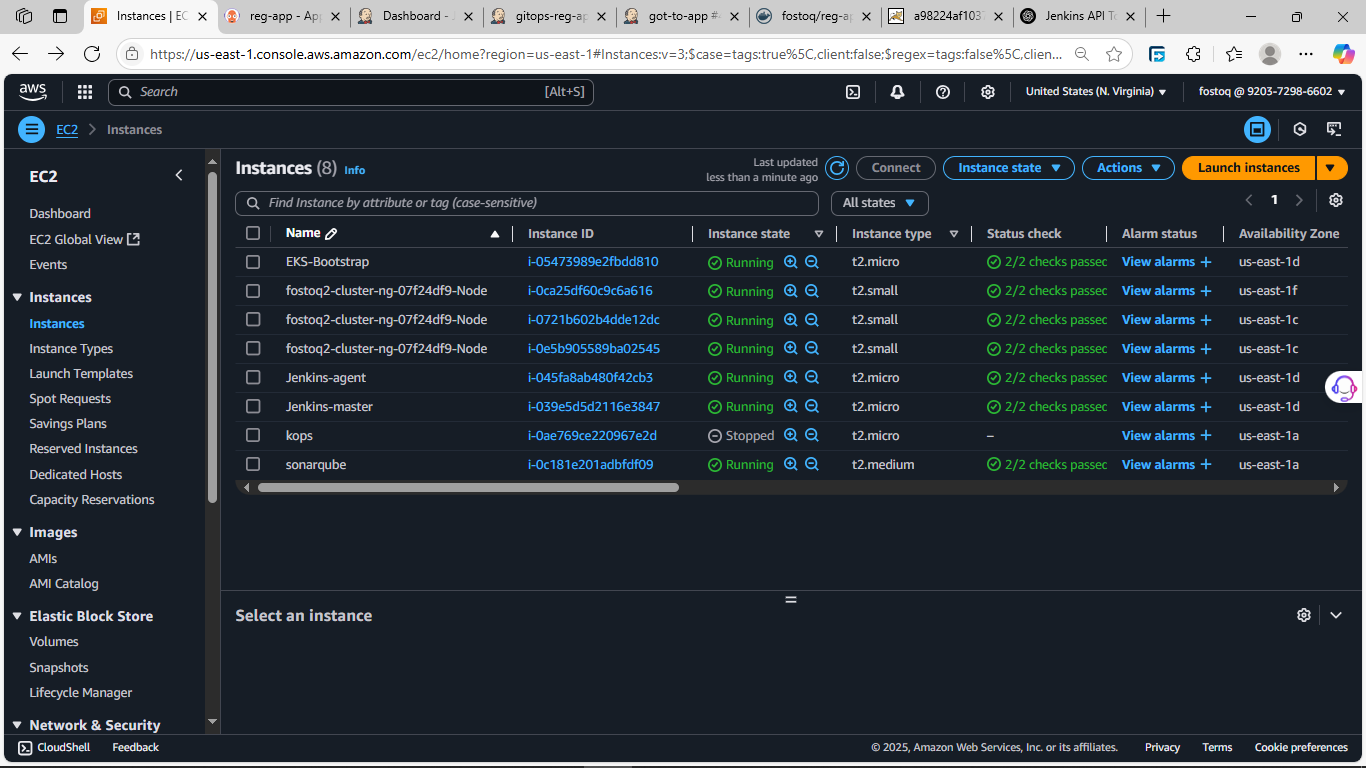 Instances | EC
reg-app - Ap
Dashboard - J
gitops-reg-ap
got-to-app #
fostoq/reg-ap
a98224af1037
Jenkins API To
https://us-east-1.console.aws.amazon.com/ec2/home?region=us-east-1#Instances:v=3;$case=tags:true%5C,client:false;$regex=tags:false%5C,clien...
aws
Search
[Alt+S]
United States (N. Virginia)
fostoq @ 9203-7298-6602
EC2
Instances
EC2
Dashboard
EC2 Global View
Events
Instances
Instances
Instance Types
Launch Templates
Spot Requests
Savings Plans
Reserved Instances
Dedicated Hosts
Capacity Reservations
Images
AMIs
AMI Catalog
Elastic Block Store
Volumes
Snapshots
Lifecycle Manager
Network & Security
Instances (8) Info
Last updated
less than a minute ago
Connect
Instance state
Actions
Launch instances
Find Instance by attribute or tag (case-sensitive)
All states
1
Name Instance ID Instance state Instance type Status check Alarm status Availability Zone
EKS-Bootstrap i-05473989e2fbdd810 Running t2.micro 2/2 checks passec View alarms + us-east-1d
fostoq2-cluster-ng-07f24df9-Node i-0ca25df60c9c6a616 Running t2.small 2/2 checks passec View alarms + us-east-1f
fostoq2-cluster-ng-07f24df9-Node i-0721b602b4dde12dc Running t2.small 2/2 checks passec View alarms + us-east-1c
fostoq2-cluster-ng-07f24df9-Node i-0e5b905589ba02545 Running t2.small 2/2 checks passec View alarms + us-east-1c
Jenkins-agent i-045fa8ab480f42cb3 Running t2.micro 2/2 checks passec View alarms + us-east-1d
Jenkins-master i-039e5d5d2116e3847 Running t2.micro 2/2 checks passec View alarms + us-east-1d
kops i-0ae769ce220967e2d Stopped t2.micro – View alarms + us-east-1a
sonarqube i-0c181e201adbfdf09 Running t2.medium 2/2 checks passec View alarms + us-east-1a
Select an instance
CloudShell
Feedback
© 2025, Amazon Web Services, Inc. or its affiliates.
Privacy
Terms
Cookie preferences